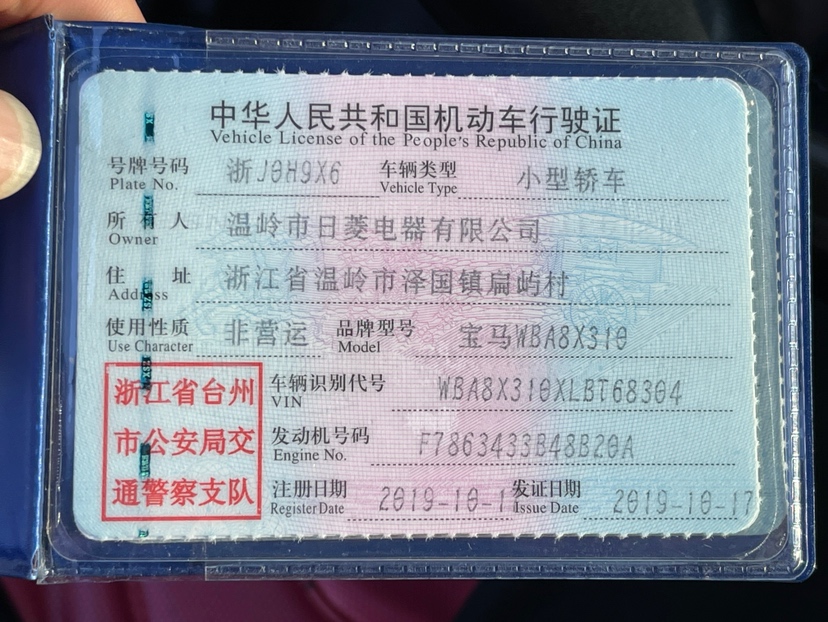 中华人民共和国机动车行驶证
Vehicle License of the People's Republic of China
号牌号码 浙J0H9X6 车辆类型 小型轿车
Plate No. Vehicle Type
所有人 温岭市日菱电器有限公司
Owner
住址 浙江省温岭市泽国镇扁屿村
Address
使用性质 非营运 品牌型号 宝马WBA8X310
Use Character Model
浙江省台州 车辆识别代号 WBA8X310XLBT68304
VIN
市公安局交 发动机号码 F7863433B48B20A
Engine No.
通警察支队 注册日期 2019-10-1 发证日期 2019-10-17
Register Date Issue Date